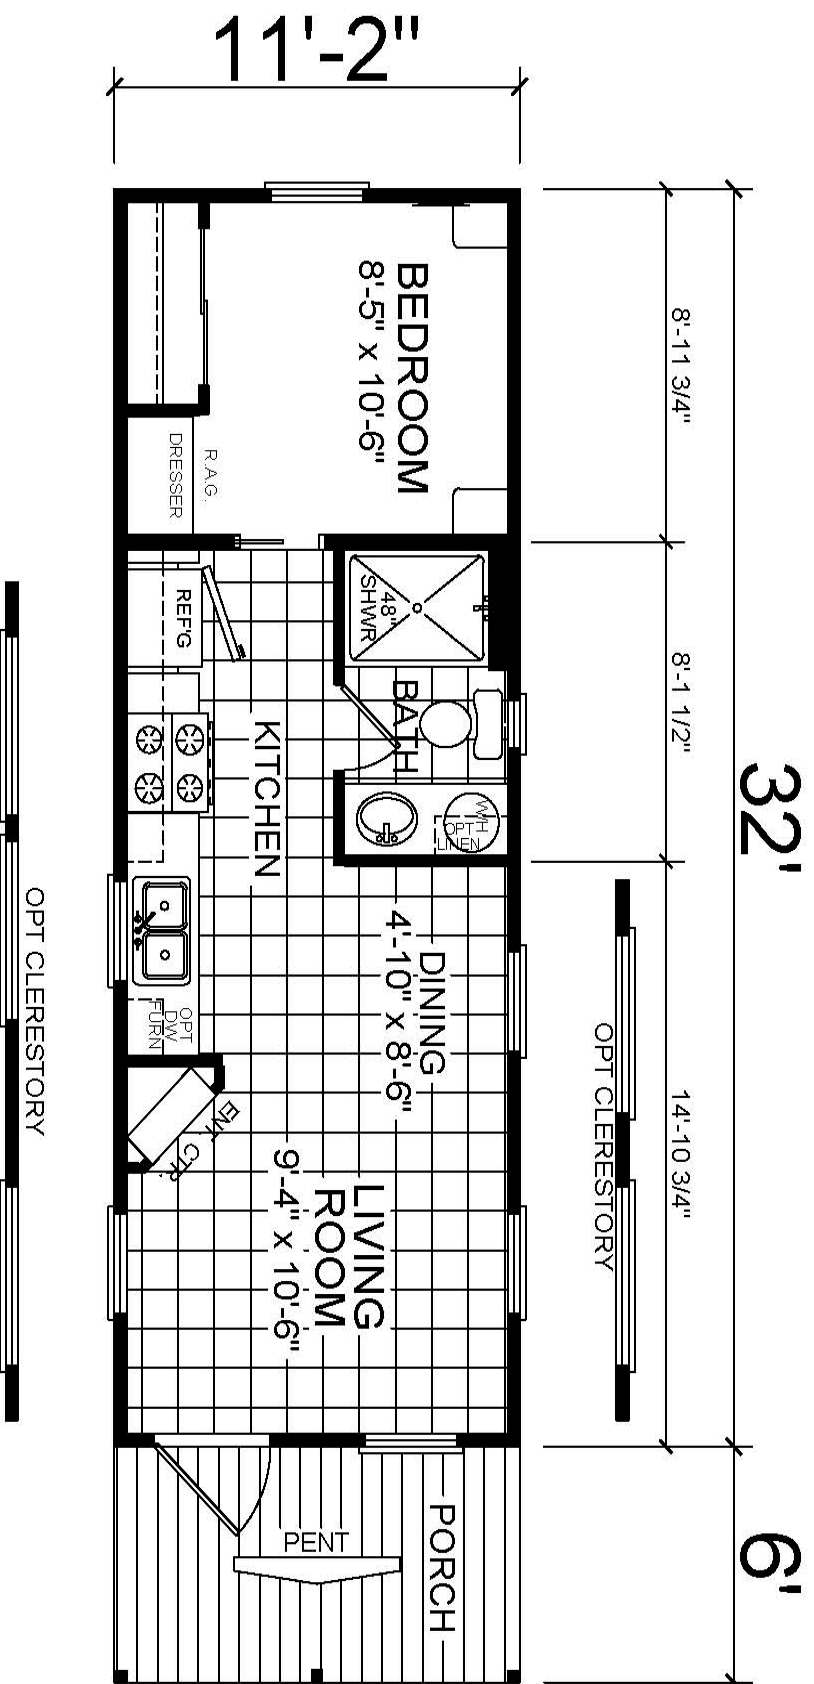 11'-2"
BEDROOM
8'-5" x 10'-6"
8'-11 3/4"
R.A.G.
DRESSER
REF'G
48"
SHWR
BATH
8'-1 1/2"
KITCHEN
WH
OPT
LINEN
32'
OPT CLERESTORY
DINING
4'-10" x 8'-6"
OPT
DW
FURN
OPT CLERESTORY
14'-10 3/4"
ENT.
CTR.
LIVING
ROOM
9'-4" x 10'-6"
PORCH
PENT
6'